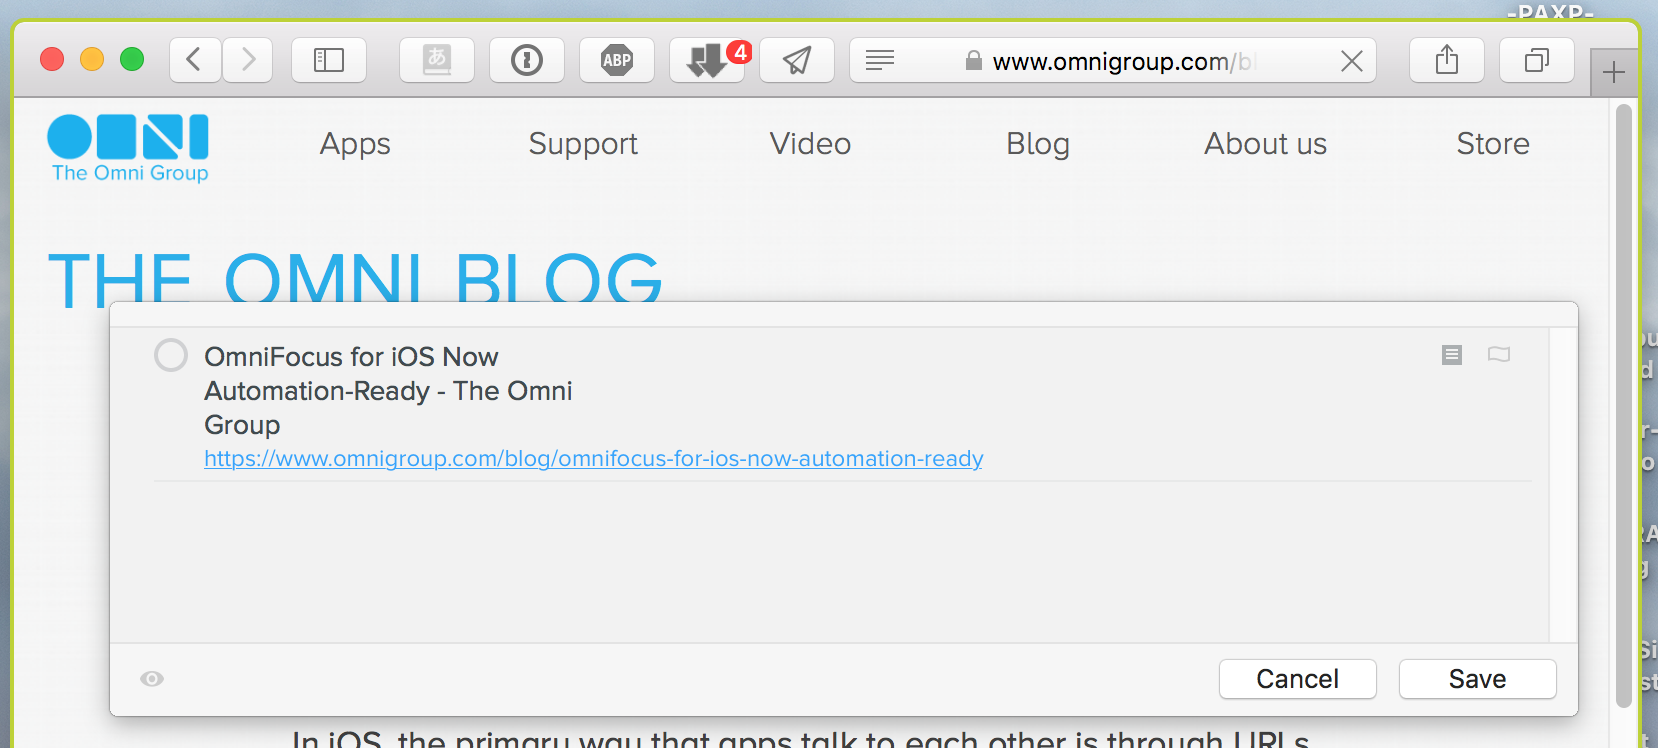 -PAXP-
あ
ABP
4
www.omnigroup.com/bl
OMNI
The Omni Group
Apps
Support
Video
Blog
About us
Store
THE OMNI BLOG
OmniFocus for iOS Now
Automation-Ready - The Omni
Group
https://www.omnigroup.com/blog/omnifocus-for-ios-now-automation-ready
Cancel
Save
In iOS, the primary way that apps talk to each other is through URLs